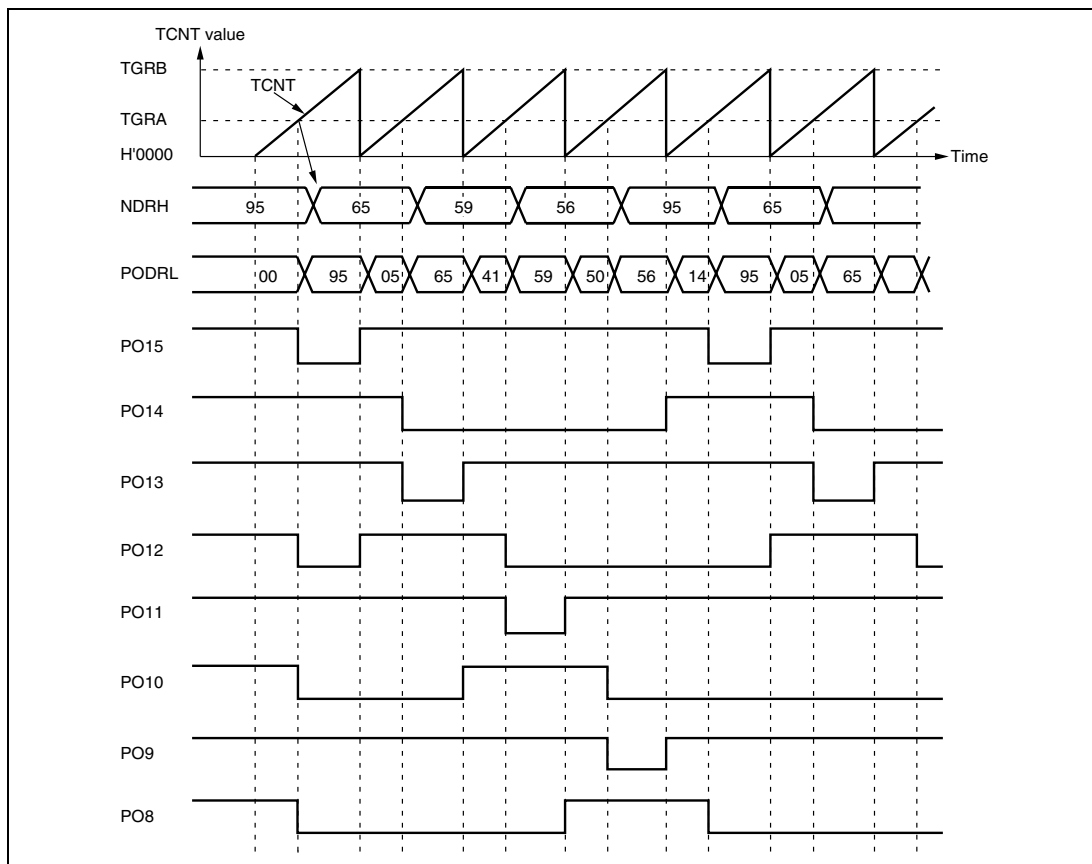 TCNT value
TGRB
TCNT
TGRA
H'0000
Time
NDRH 95 65 59 56 95 65
PODRL 00 95 05 65 41 59 50 56 14 95 05 65
PO15
PO14
PO13
PO12
PO11
PO10
PO9
PO8